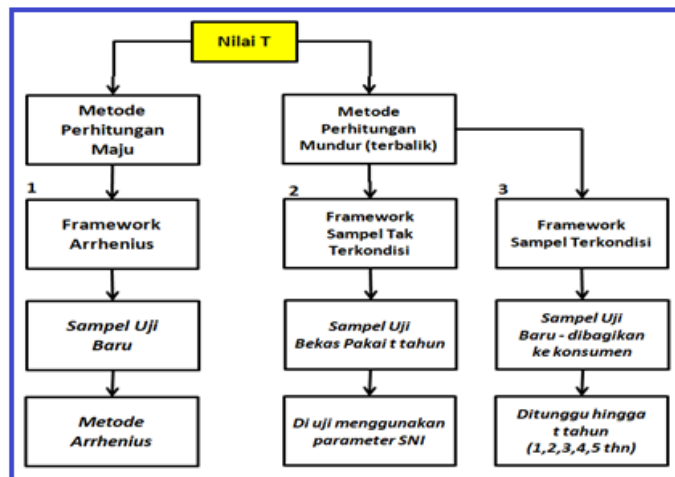 Nilai T
Metode
Perhitungan
Maju
Metode
Perhitungan
Mundur (terbalik)
1
Framework
Arrhenius
2
Framework
Sampel Tak
Terkondisi
3
Framework
Sampel Terkondisi
Sampel Uji
Baru
Sampel Uji
Bekas Pakai t tahun
Sampel Uji
Baru - dibagikan
ke konsumen
Metode
Arrhenius
Di uji menggunakan
parameter SNI
Ditunggu hingga
t tahun
(1,2,3,4,5 thn)